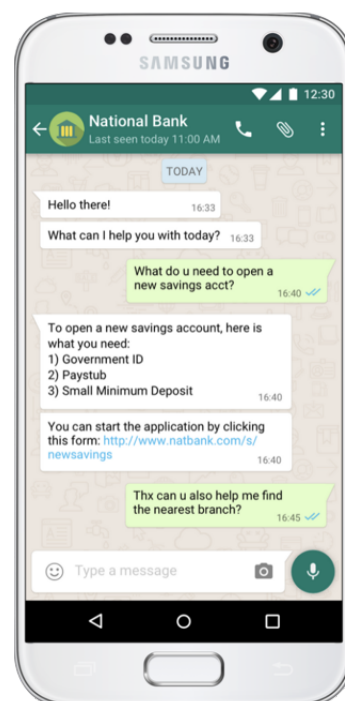 SAMSUNG
12:30
National Bank
Last seen today 11:00 AM
TODAY
Hello there!
16:33
What can I help you with today? 16:33
What do u need to open a
new savings acct?
16:40
To open a new savings account, here is
what you need:
1) Government ID
2) Paystub
3) Small Minimum Deposit
16:40
You can start the application by clicking
this form: http://www.natbank.com/s/
newsavings
16:40
Thx can u also help me find
the nearest branch?
16:45
Type a message